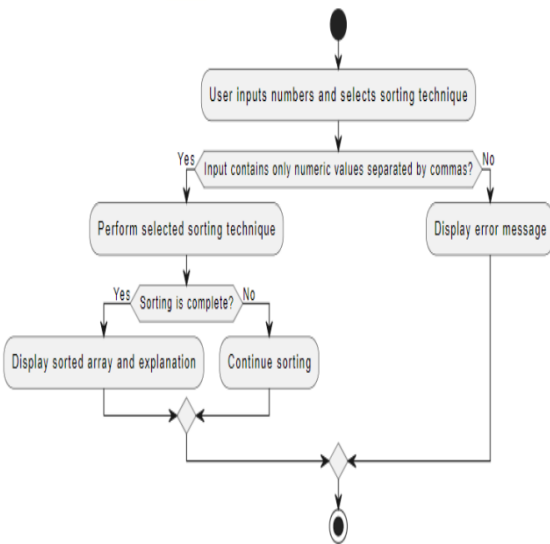 User inputs numbers and selects sorting technique
Yes
Input contains only numeric values separated by commas?
No
Perform selected sorting technique
Display error message
Yes
Sorting is complete?
No
Display sorted array and explanation
Continue sorting